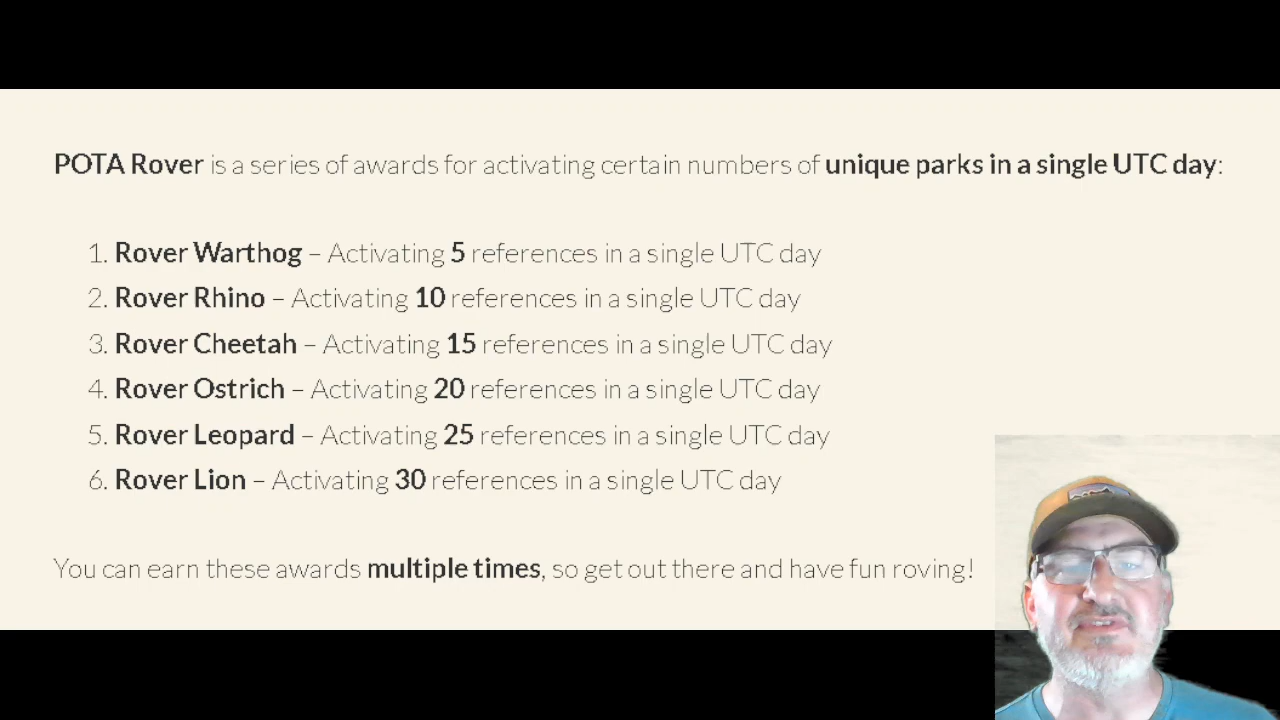 POTA Rover is a series of awards for activating certain numbers of unique parks in a single UTC day:
1. Rover Warthog – Activating 5 references in a single UTC day
2. Rover Rhino – Activating 10 references in a single UTC day
3. Rover Cheetah – Activating 15 references in a single UTC day
4. Rover Ostrich – Activating 20 references in a single UTC day
5. Rover Leopard – Activating 25 references in a single UTC day
6. Rover Lion – Activating 30 references in a single UTC day
You can earn these awards multiple times, so get out there and have fun roving!